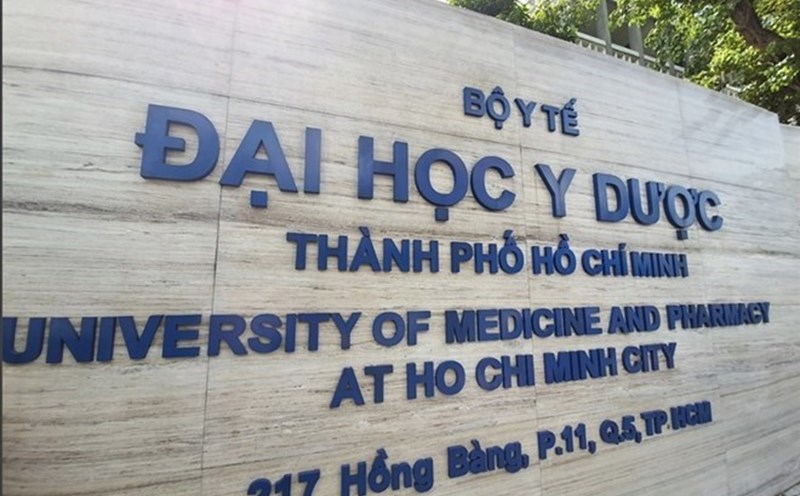 BỘ Y TẾ
ĐẠI HỌC Y DƯỢC
THÀNH PHỐ HỒ CHÍ MINH
UNIVERSITY OF MEDICINE AND PHARMACY
AT HO CHI MINH CITY
217 Hồng Bàng, P.11, Q.5, TP HCM